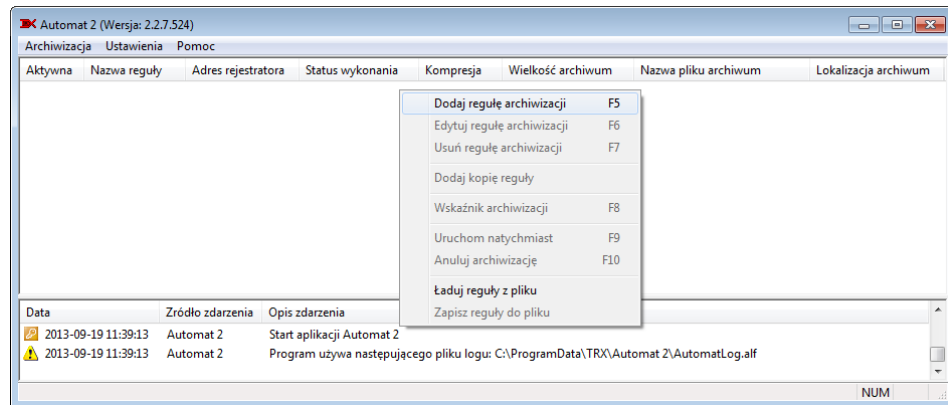 Automat 2 (Wersja: 2.2.7.524)
Archiwizacja Ustawienia Pomoc
Aktywna Nazwa reguły Adres rejestratora Status wykonania Kompresja Wielkość archiwum Nazwa pliku archiwum Lokalizacja archiwum
Dodaj regułę archiwizacji F5
Edytuj regułę archiwizacji F6
Usuń regułę archiwizacji F7
Dodaj kopię reguły
Wskaźnik archiwizacji F8
Uruchom natychmiast F9
Anuluj archiwizację F10
Ładuj reguły z pliku
Zapisz reguły do pliku
Data Zródło zdarzenia Opis zdarzenia
2013-09-19 11:39:13 Automat 2 Start aplikacji Automat 2
2013-09-19 11:39:13 Automat 2 Program używa następującego pliku logu: C:\ProgramData\TRX\Automat 2\AutomatLog.alf
NUM